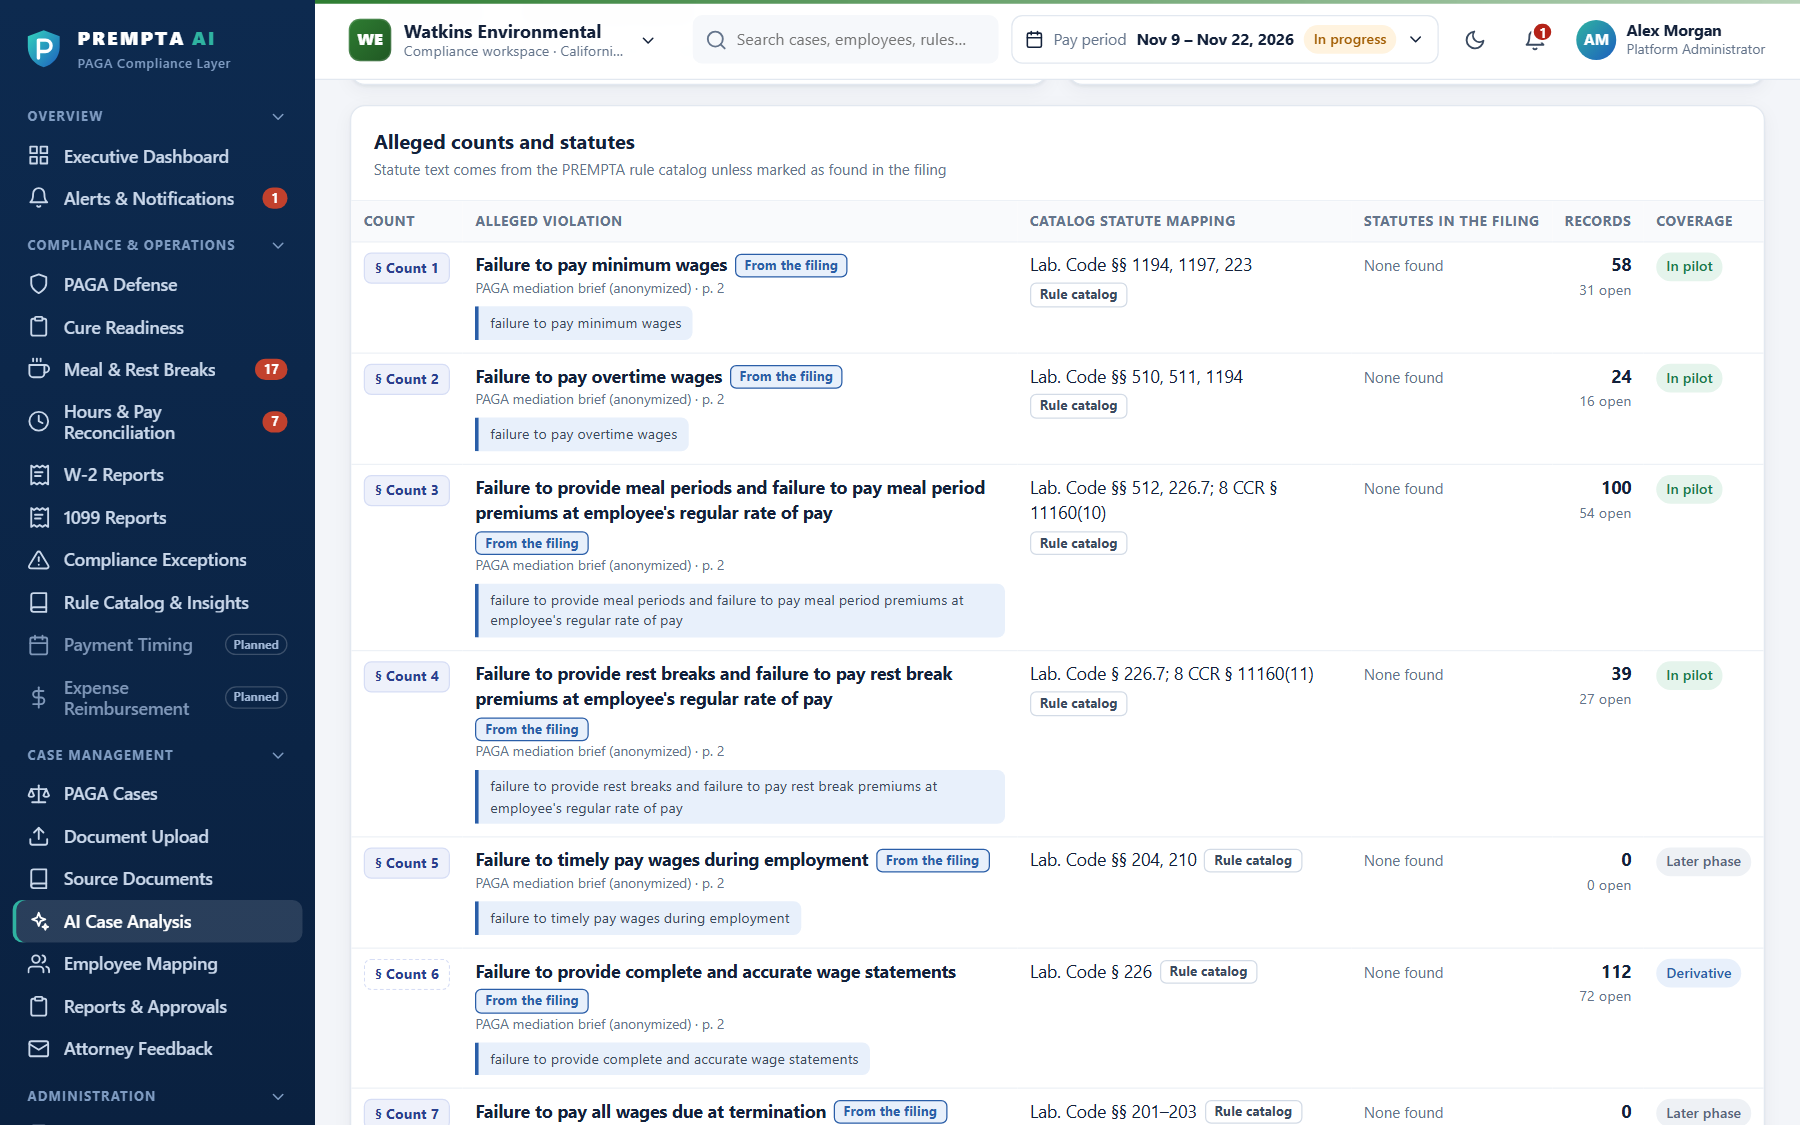 PREMPTA AI
PAGA Compliance Layer
OVERVIEW
Executive Dashboard
Alerts & Notifications 1
COMPLIANCE & OPERATIONS
PAGA Defense
Cure Readiness
Meal & Rest Breaks 17
Hours & Pay
Reconciliation 7
W-2 Reports
1099 Reports
Compliance Exceptions
Rule Catalog & Insights
Payment Timing Planned
Expense
Reimbursement Planned
CASE MANAGEMENT
PAGA Cases
Document Upload
Source Documents
AI Case Analysis
Employee Mapping
Reports & Approvals
Attorney Feedback
ADMINISTRATION
WE Watkins Environmental
Compliance workspace · Californi...
Search cases, employees, rules...
Pay period Nov 9 – Nov 22, 2026 In progress
1
AM Alex Morgan
Platform Administrator
Alleged counts and statutes
Statute text comes from the PREMPTA rule catalog unless marked as found in the filing
COUNT ALLEGED VIOLATION CATALOG STATUTE MAPPING STATUTES IN THE FILING RECORDS COVERAGE
§ Count 1 Failure to pay minimum wages From the filing Lab. Code §§ 1194, 1197, 223 None found 58 In pilot
PAGA mediation brief (anonymized) · p. 2 Rule catalog 31 open
failure to pay minimum wages
§ Count 2 Failure to pay overtime wages From the filing Lab. Code §§ 510, 511, 1194 None found 24 In pilot
PAGA mediation brief (anonymized) · p. 2 Rule catalog 16 open
failure to pay overtime wages
§ Count 3 Failure to provide meal periods and failure to pay meal period Lab. Code §§ 512, 226.7; 8 CCR § None found 100 In pilot
premiums at employee's regular rate of pay 11160(10) 54 open
From the filing Rule catalog
PAGA mediation brief (anonymized) · p. 2
failure to provide meal periods and failure to pay meal period premiums at
employee's regular rate of pay
§ Count 4 Failure to provide rest breaks and failure to pay rest break Lab. Code § 226.7; 8 CCR § 11160(11) None found 39 In pilot
premiums at employee's regular rate of pay Rule catalog 27 open
From the filing
PAGA mediation brief (anonymized) · p. 2
failure to provide rest breaks and failure to pay rest break premiums at
employee's regular rate of pay
§ Count 5 Failure to timely pay wages during employment From the filing Lab. Code §§ 204, 210 Rule catalog None found 0 Later phase
PAGA mediation brief (anonymized) · p. 2 0 open
failure to timely pay wages during employment
§ Count 6 Failure to provide complete and accurate wage statements Lab. Code § 226 Rule catalog None found 112 Derivative
From the filing 72 open
PAGA mediation brief (anonymized) · p. 2
failure to provide complete and accurate wage statements
§ Count 7 Failure to pay all wages due at termination From the filing Lab. Code §§ 201–203 Rule catalog None found 0 Later phase